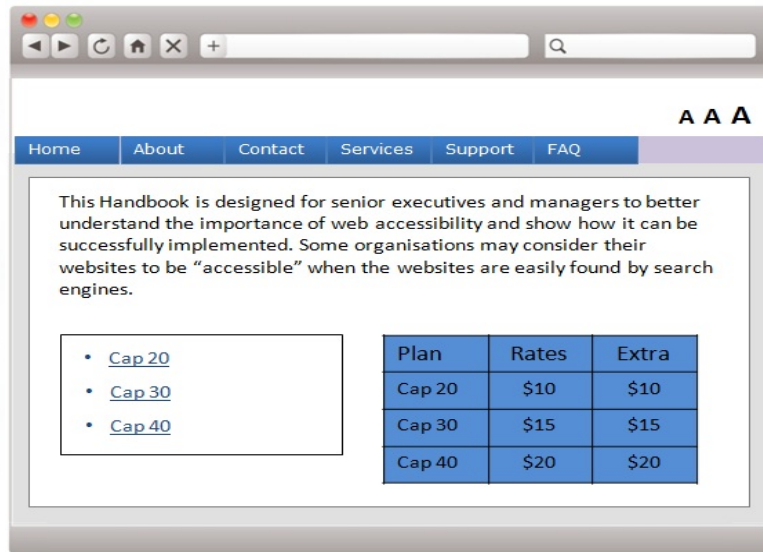 A A A
Home About Contact Services Support FAQ
This Handbook is designed for senior executives and managers to better
understand the importance of web accessibility and show how it can be
successfully implemented. Some organisations may consider their
websites to be “accessible” when the websites are easily found by search
engines.
• Cap 20
• Cap 30
• Cap 40
Plan Rates Extra
Cap 20 $10 $10
Cap 30 $15 $15
Cap 40 $20 $20